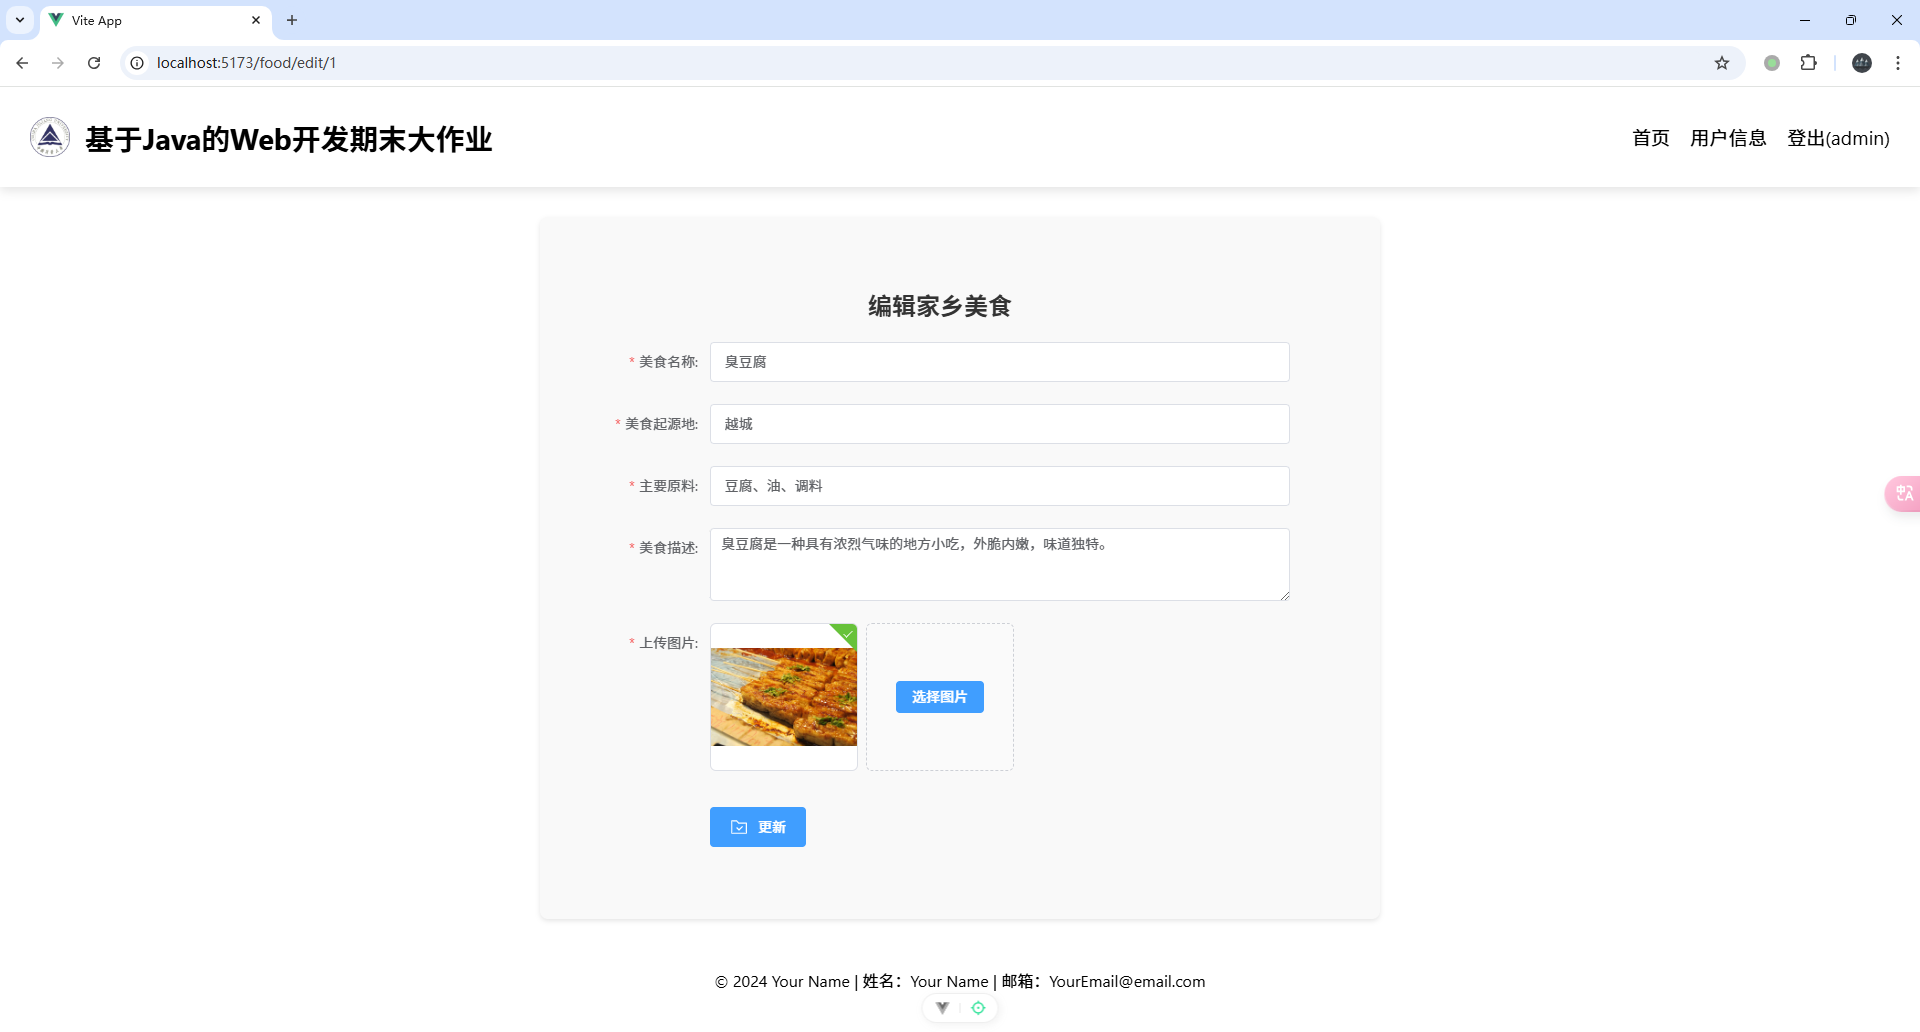 Vite App
localhost:5173/food/edit/1
基于Java的Web开发期末大作业
首页 用户信息 登出(admin)
编辑家乡美食
* 美食名称: 臭豆腐
* 美食起源地: 越城
* 主要原料: 豆腐、油、调料
* 美食描述: 臭豆腐是一种具有浓烈气味的地方小吃，外脆内嫩，味道独特。
* 上传图片:
选择图片
更新
© 2024 Your Name | 姓名：Your Name | 邮箱：YourEmail@email.com